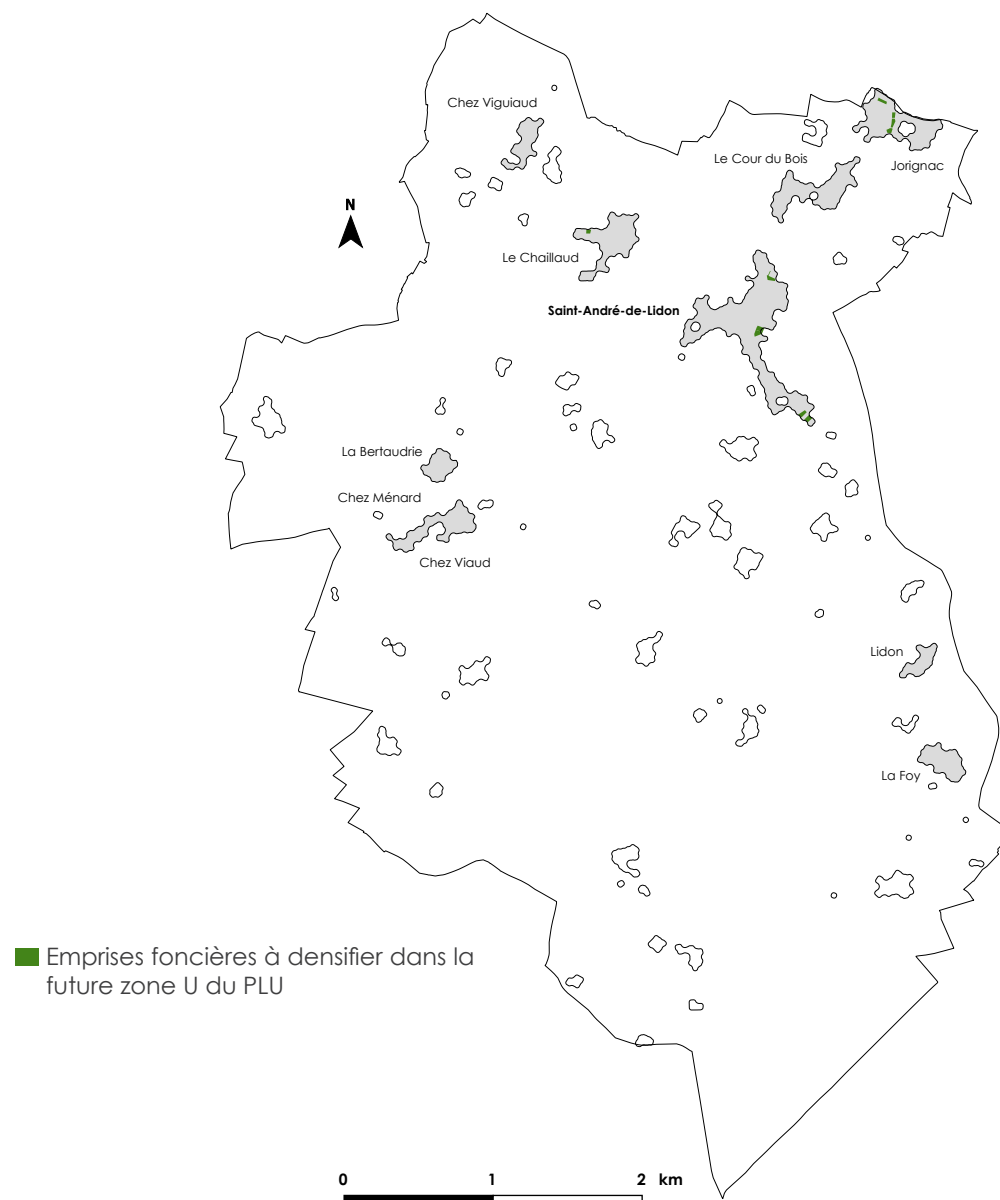 Chez Viguiaud
Le Cour du Bois
Jorignac
N
Le Chaillaud
Saint-André-de-Lidon
La Bertaudrie
Chez Ménard
Chez Viaud
Lidon
La Foy
Emprises foncières à densifier dans la
future zone U du PLU
0 1 2 km